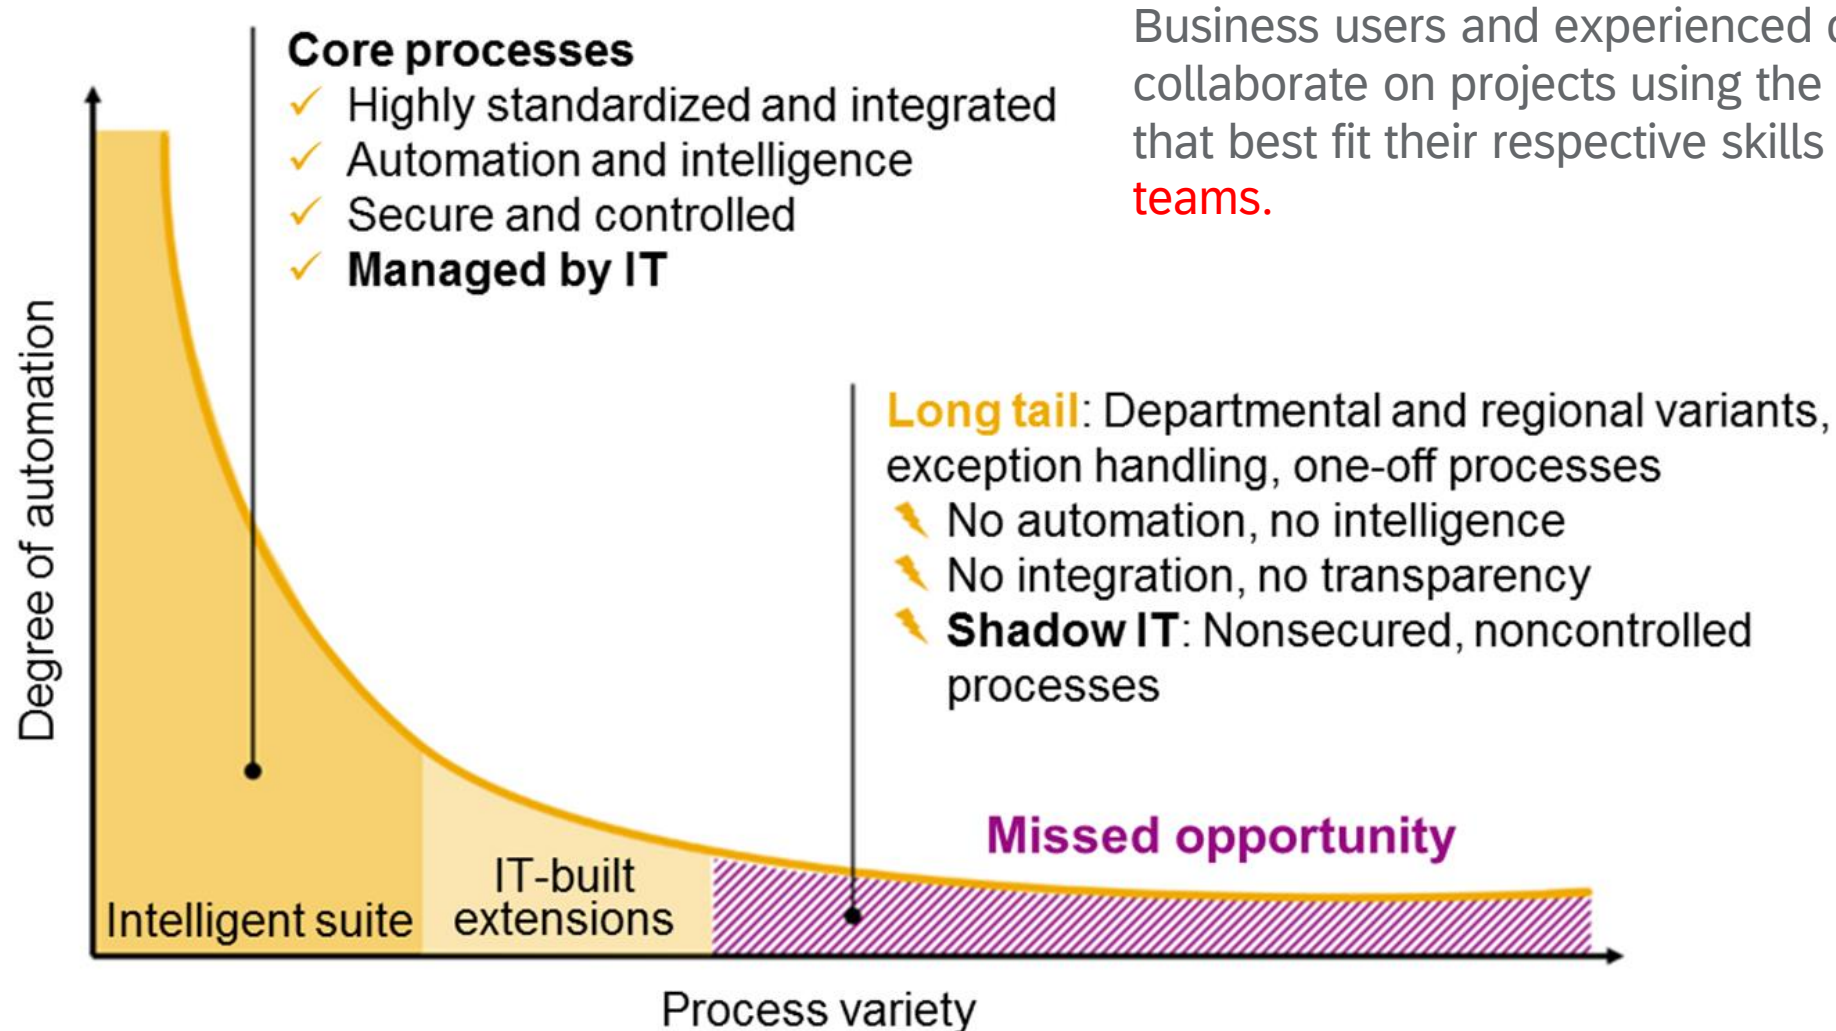 Core processes
✓ Highly standardized and integrated
✓ Automation and intelligence
✓ Secure and controlled
✓ Managed by IT
Business users and experienced
collaborate on projects using the
that best fit their respective skills
teams.
Degree of automation
Long tail: Departmental and regional variants,
exception handling, one-off processes
No automation, no intelligence
No integration, no transparency
Shadow IT: Nonsecured, noncontrolled
processes
Missed opportunity
Intelligent suite
IT-built
extensions
Process variety